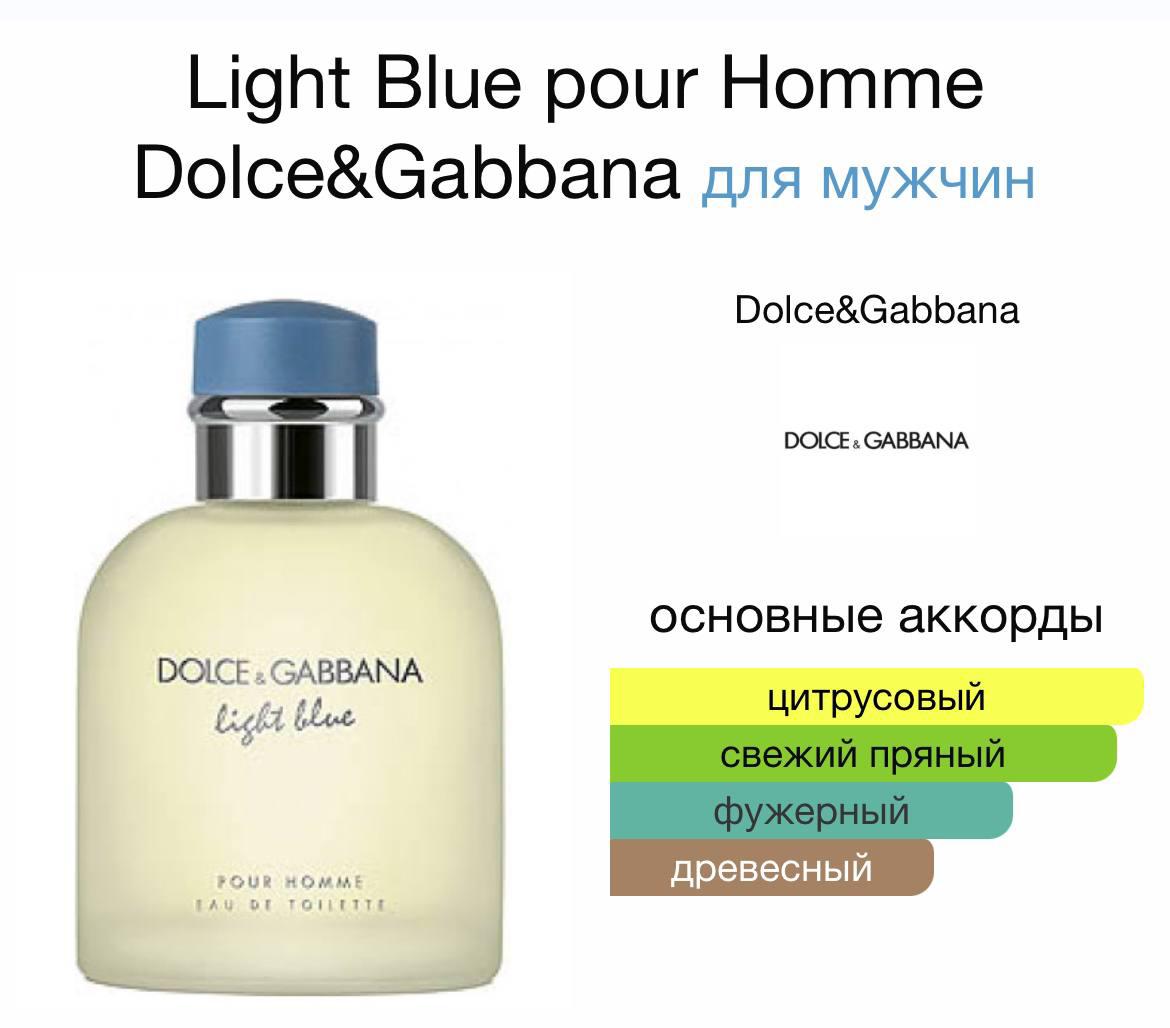 Light Blue pour Homme
Dolce&Gabbana для мужчин
Dolce&Gabbana
DOLCE & GABBANA
основные аккорды
цитрусовый
свежий пряный
фужерный
древесный
DOLCE & GABBANA
light blue
POUR HOMME
EAU DE TOILETTE